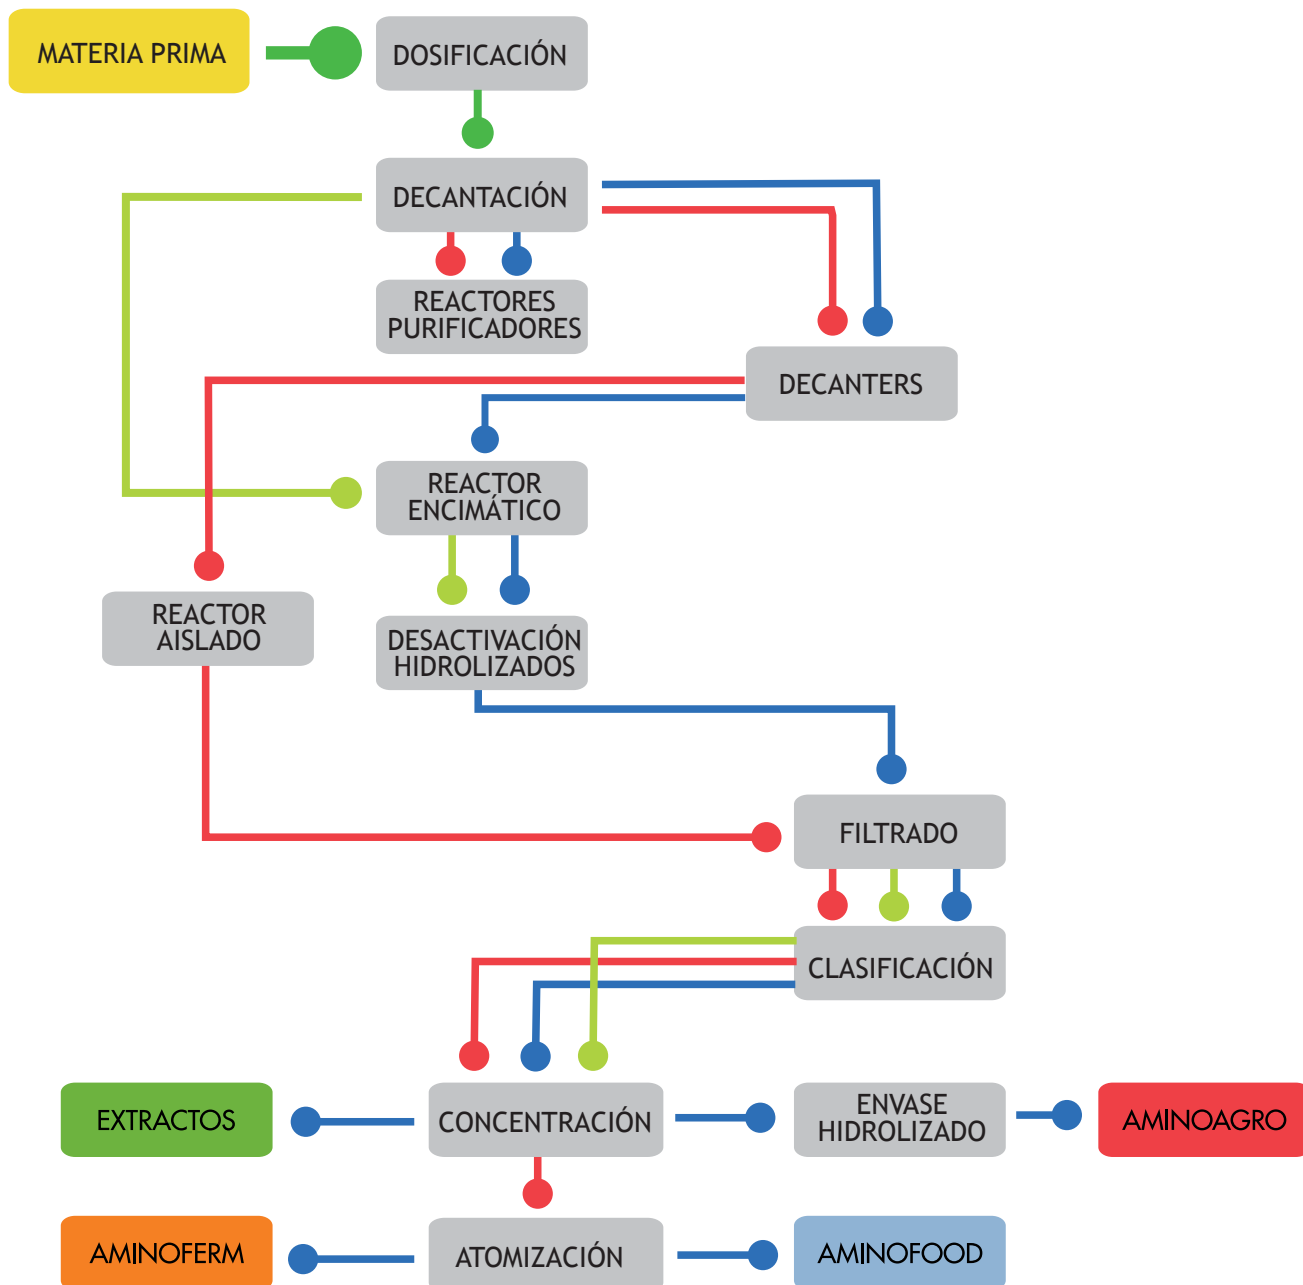 MATERIA PRIMA
DOSIFICACIÓN
DECANTACIÓN
REACTORES
PURIFICADORES
DECANTERS
REACTOR
ENCIMÁTICO
REACTOR
AISLADO
DESACTIVACIÓN
HIDROLIZADOS
FILTRADO
CLASIFICACIÓN
EXTRACTOS
CONCENTRACIÓN
ENVASE
HIDROLIZADO
AMINOAGRO
AMINOFERM
ATOMIZACIÓN
AMINOFOOD